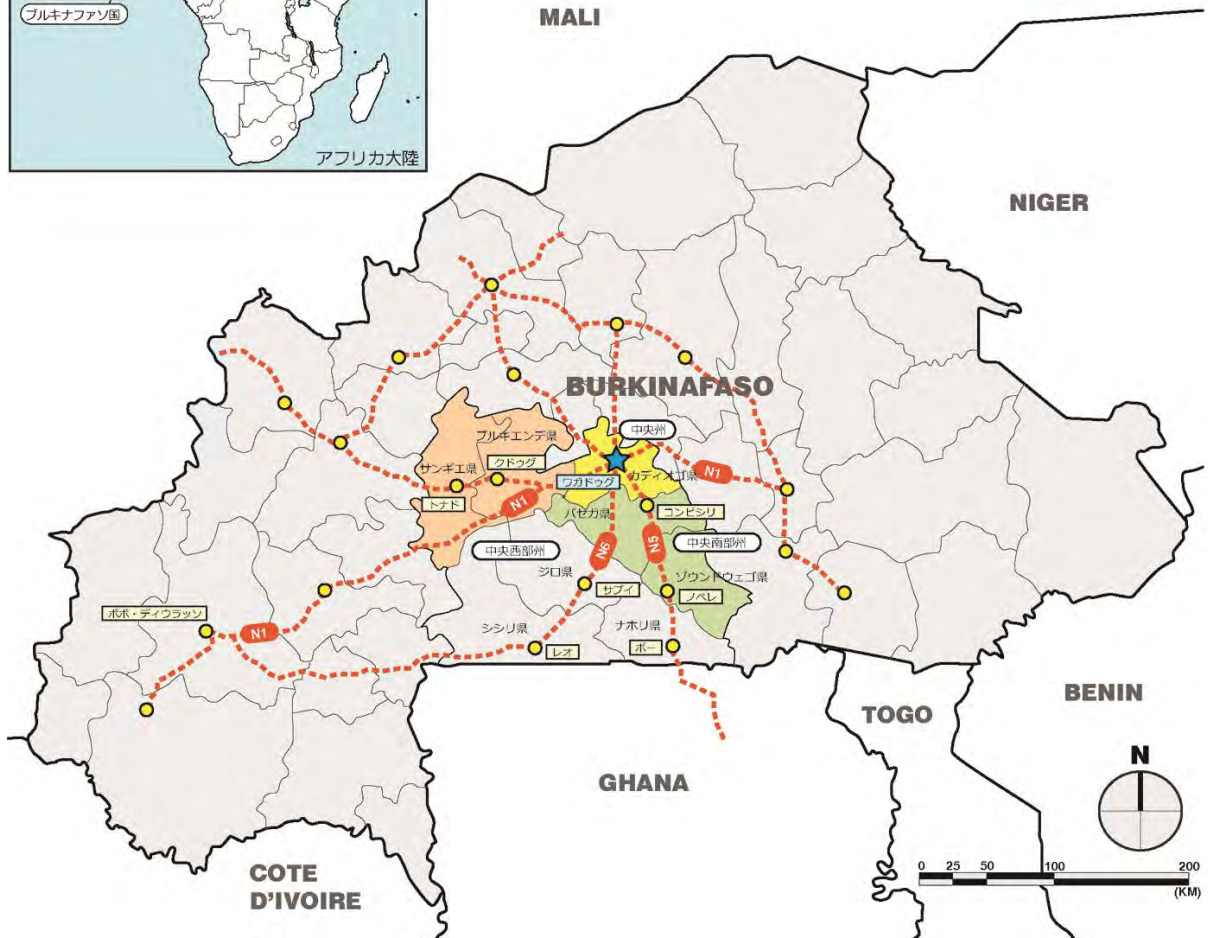 ブルキナファソ国
アフリカ大陸
MALI
NIGER
BURKINAFASO
中央州
ブルキエンデ県
サンギエ県
クドゥグ
ワガドゥグ
カディオゴ県
N1
トナド
N1
バゼガ県
コンビシリ
中央西部州
N6
N5
中央南部州
ジロ県
ゾウンドウェゴ県
サプイ
ノベレ
ボボ・ディウラッソ
N1
シシリ県
ナホリ県
レオ
ポー
TOGO
BENIN
GHANA
N
COTE
D'IVOIRE
0 25 50 100 200
(KM)